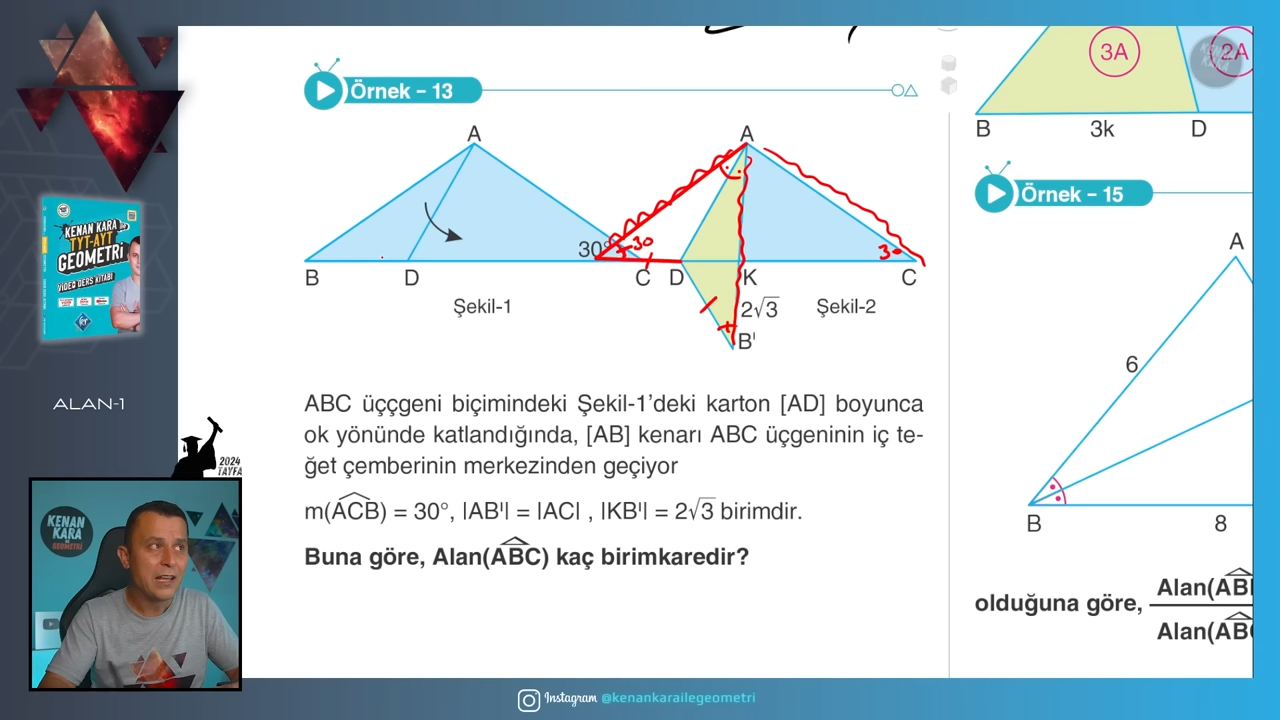 Örnek – 13
A
B
D
C
30°
Şekil-1
A
D
K
C
2√3
B'
Şekil-2
30
30
ABC üççgeni biçimindeki Şekil-1'deki karton [AD] boyunca
ok yönünde katlandığında, [AB] kenarı ABC üçgeninin iç te-
ğet çemberinin merkezinden geçiyor
m(ACB) = 30°, |AB'| = |AC| , |KB'| = 2√3 birimdir.
Buna göre, Alan(ABC) kaç birimkaredir?
3A
2A
B
3k
D
Örnek – 15
A
6
B
8
olduğuna göre,
Alan(AB
Alan(AB
KENAN KARA
TYT-AYT
GEOMETRİ
VİDEO DERS KİTABI
ALAN-1
2024
TAYFA
KENAN
KARA
GEOMETRİ
Instagram @kenankarailegeometri